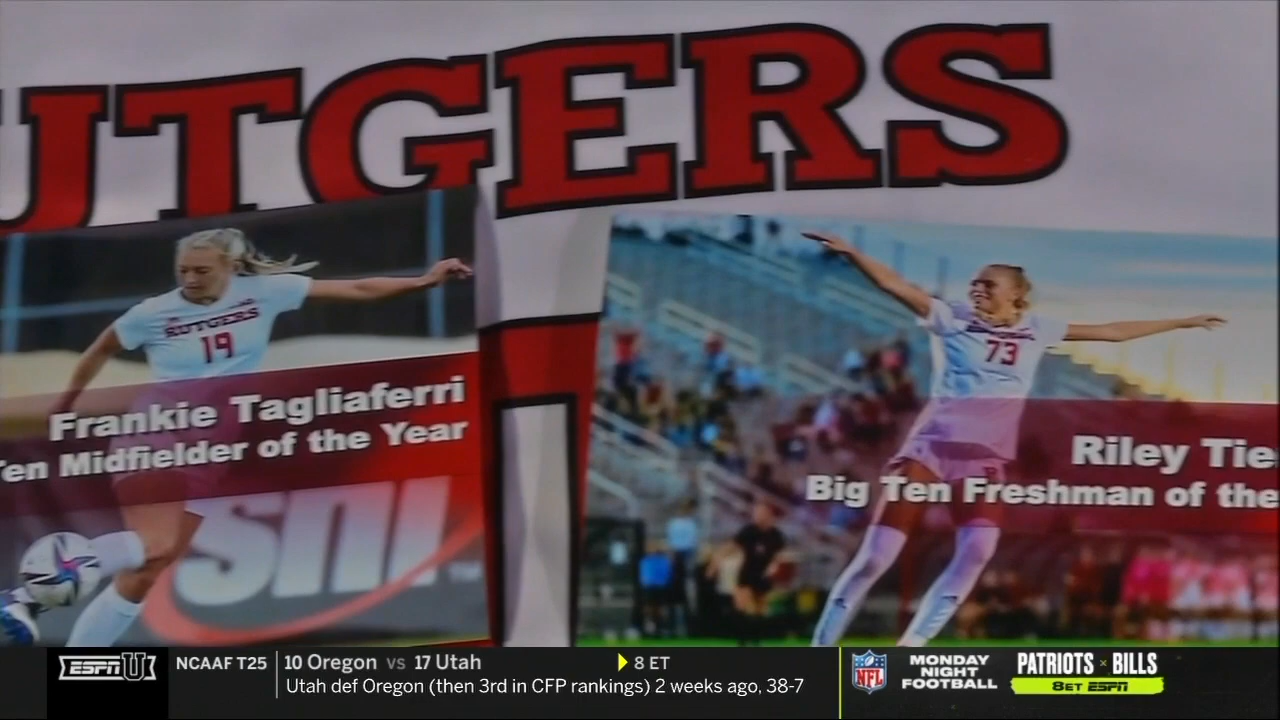 UTGERS
RUTGERS
19
Frankie Tagliaferri
Ten Midfielder of the Year
snı
73
Riley Tie
Big Ten Freshman of the
ESPNU
NCAAF T25
10 Oregon vs 17 Utah
8 ET
Utah def Oregon (then 3rd in CFP rankings) 2 weeks ago, 38-7
NFL
MONDAY
NIGHT
FOOTBALL
PATRIOTS × BILLS
8ET ESPN